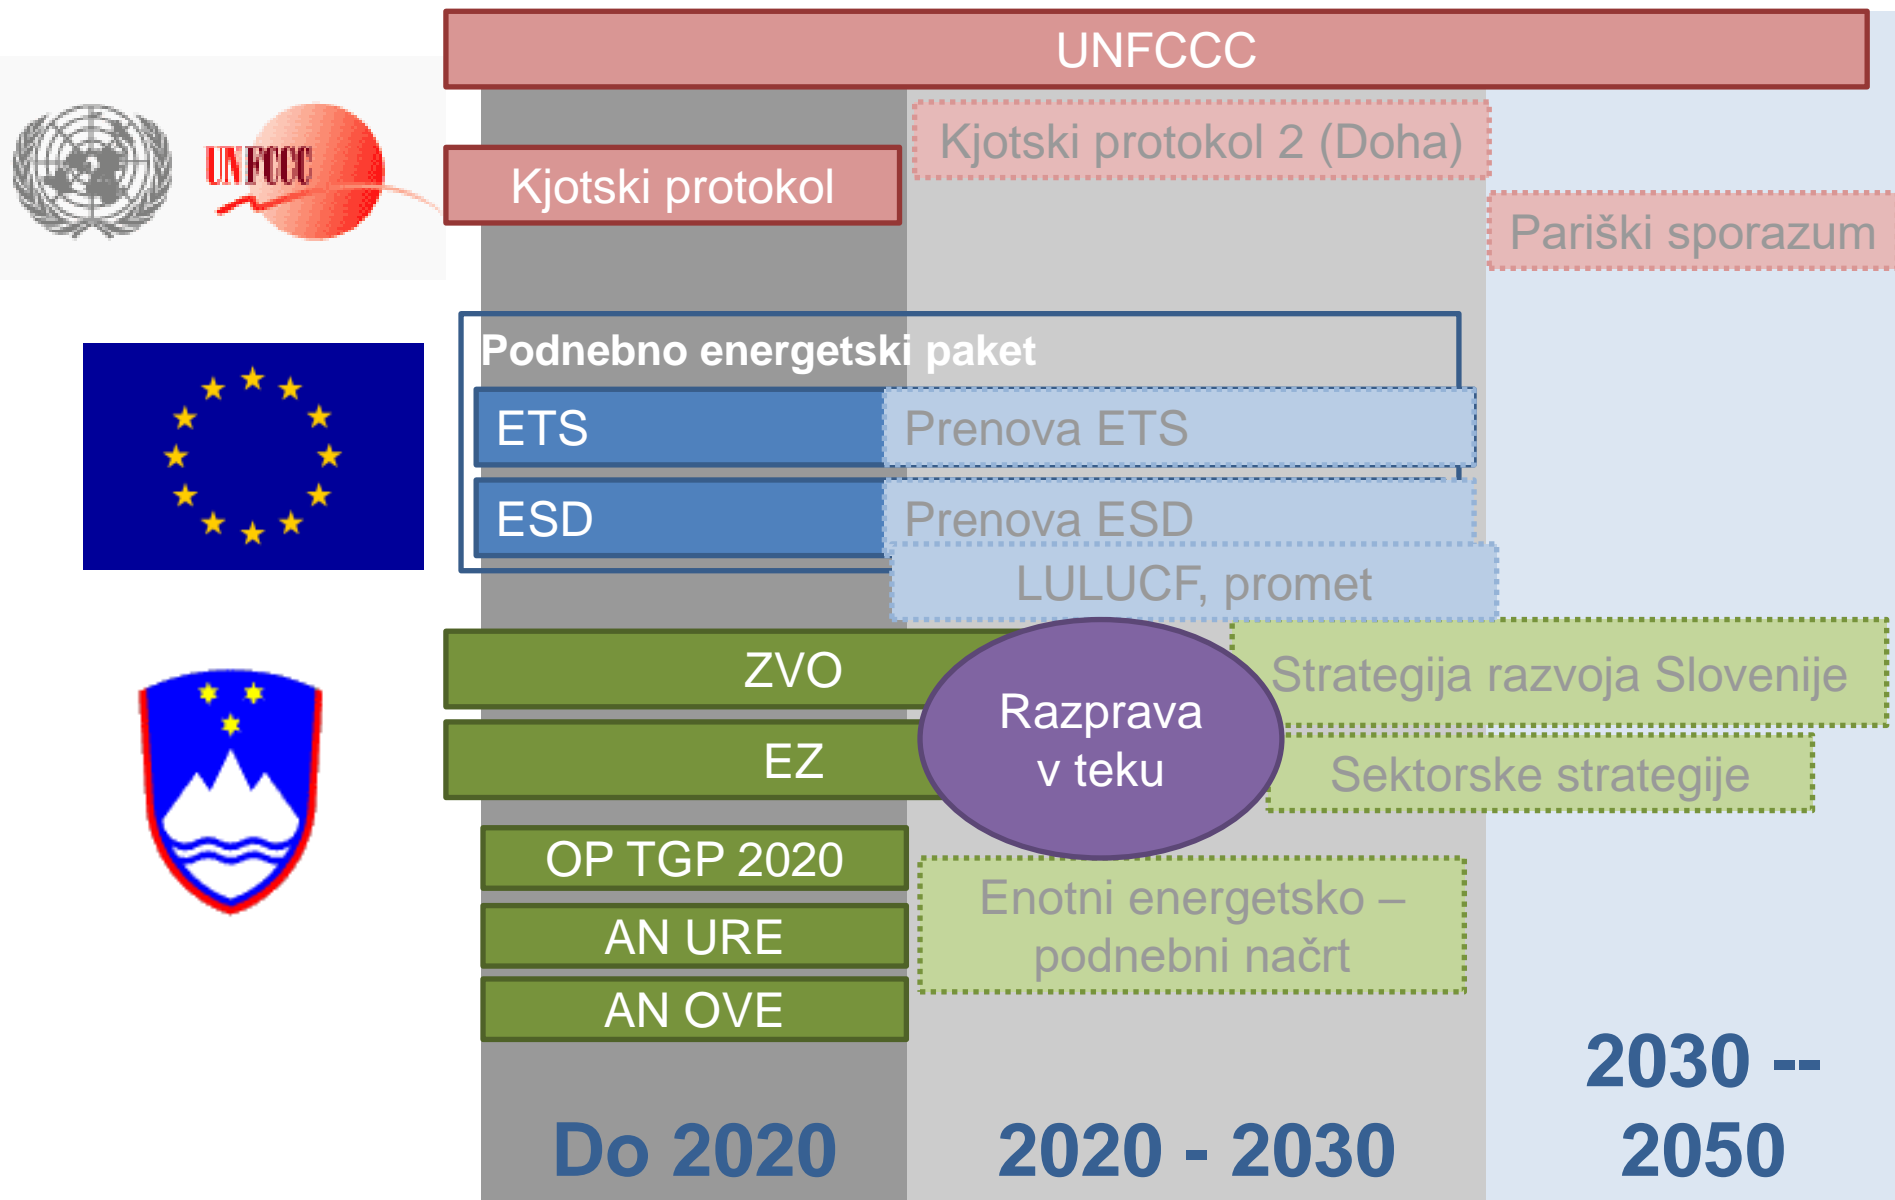 UNFCCC
UNFCCC
Kjotski protokol 2 (Doha)
Kjotski protokol
Pariški sporazum
Podnebno energetski paket
ETS
Prenova ETS
ESD
Prenova ESD
LULUCF, promet
ZVO
Strategija razvoja Slovenije
Razprava
v teku
EZ
Sektorske strategije
OP TGP 2020
Enotni energetsko –
podnebni načrt
AN URE
AN OVE
Do 2020
2020 - 2030
2030 --
2050